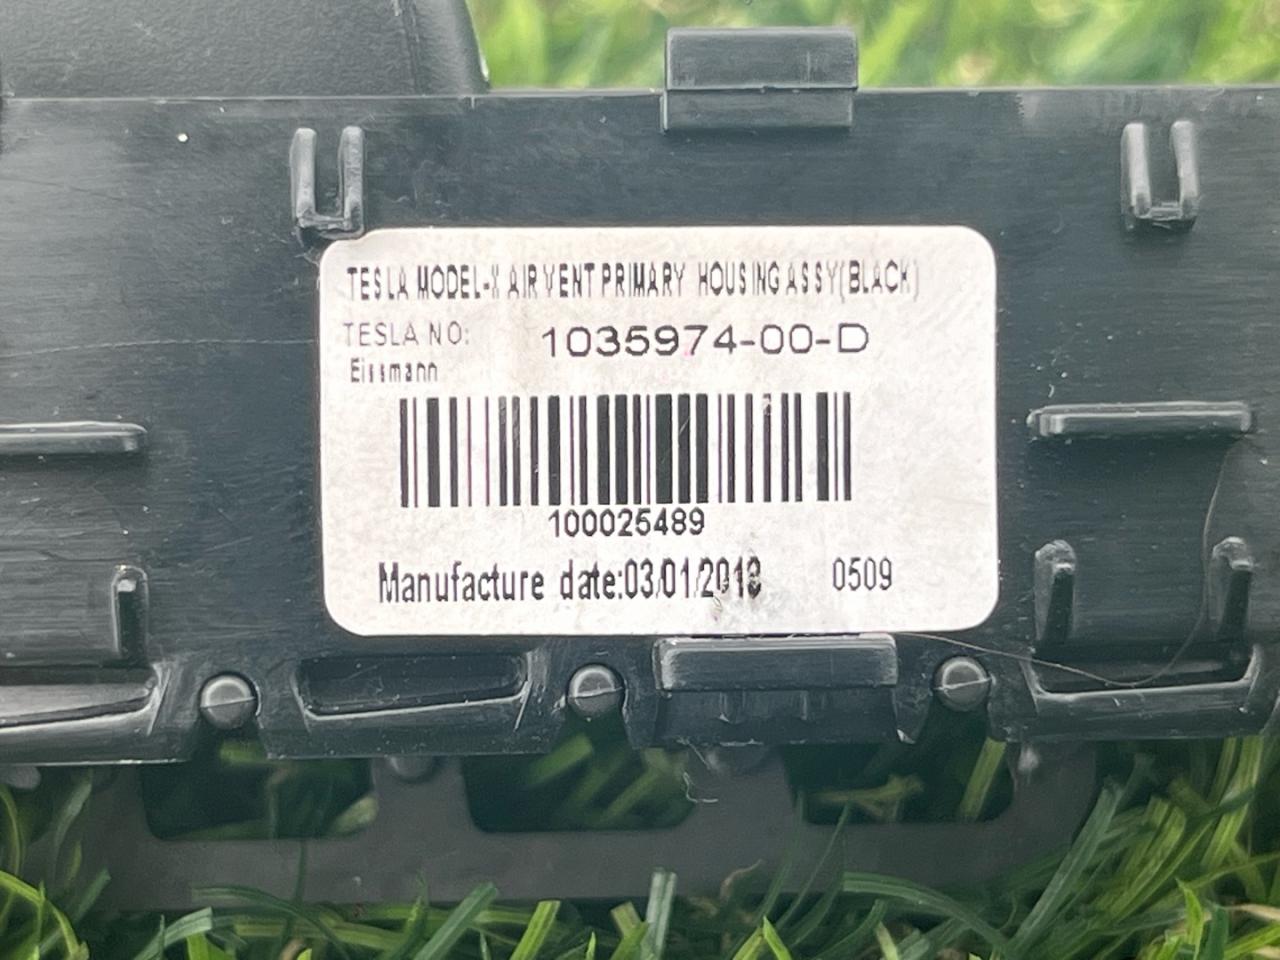 TESLA MODEL-X AIR VENT PRIMARY HOUSING ASSY(BLACK)
TESLA NO: 1035974-00-D
Eissmann
100025489
Manufacture date:03/01/2018 0509